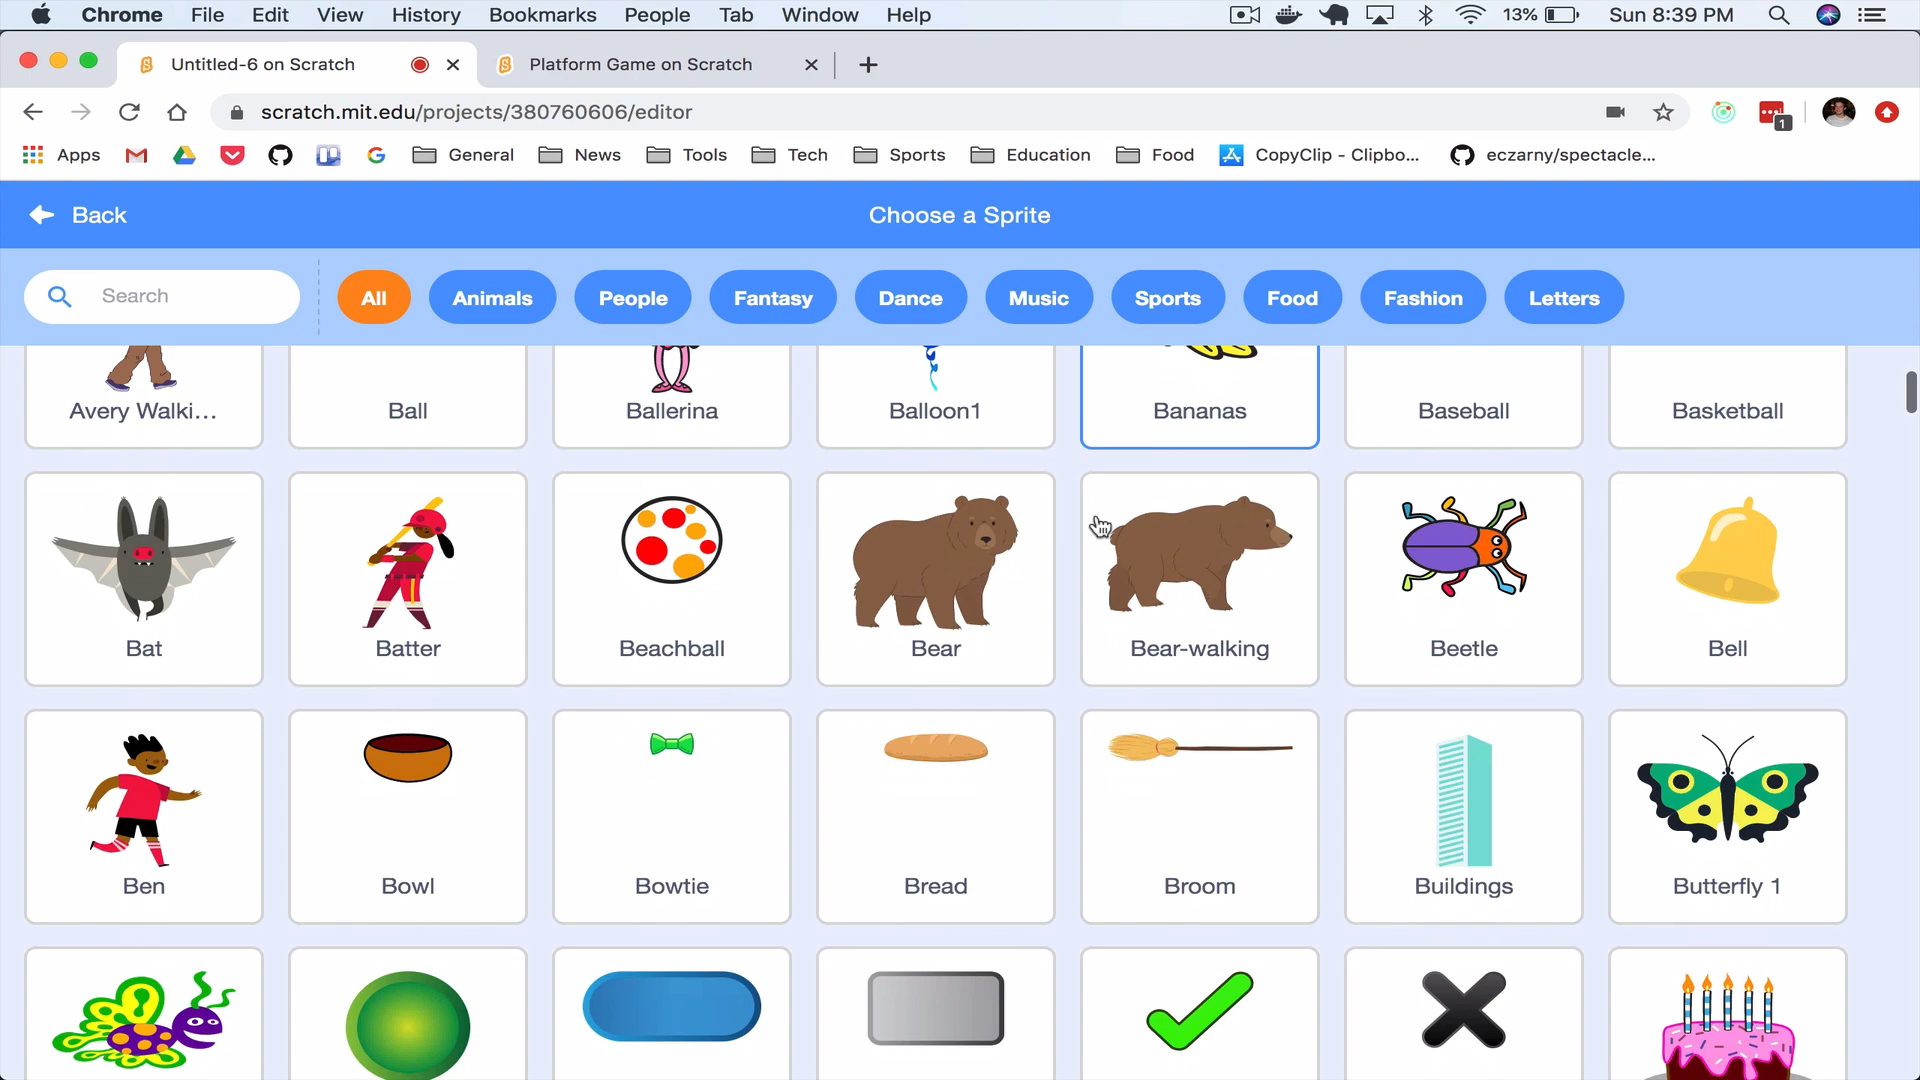 Chrome File Edit View History Bookmarks People Tab Window Help 13% Sun 8:39 PM
Untitled-6 on Scratch Platform Game on Scratch
scratch.mit.edu/projects/380760606/editor 1
Apps General News Tools Tech Sports Education Food CopyClip - Clipbo... eczarny/spectacle...
Back Choose a Sprite
Search All Animals People Fantasy Dance Music Sports Food Fashion Letters
Avery Walki... Ball Ballerina Balloon1 Bananas Baseball Basketball
Bat Batter Beachball Bear Bear-walking Beetle Bell
Ben Bowl Bowtie Bread Broom Buildings Butterfly 1